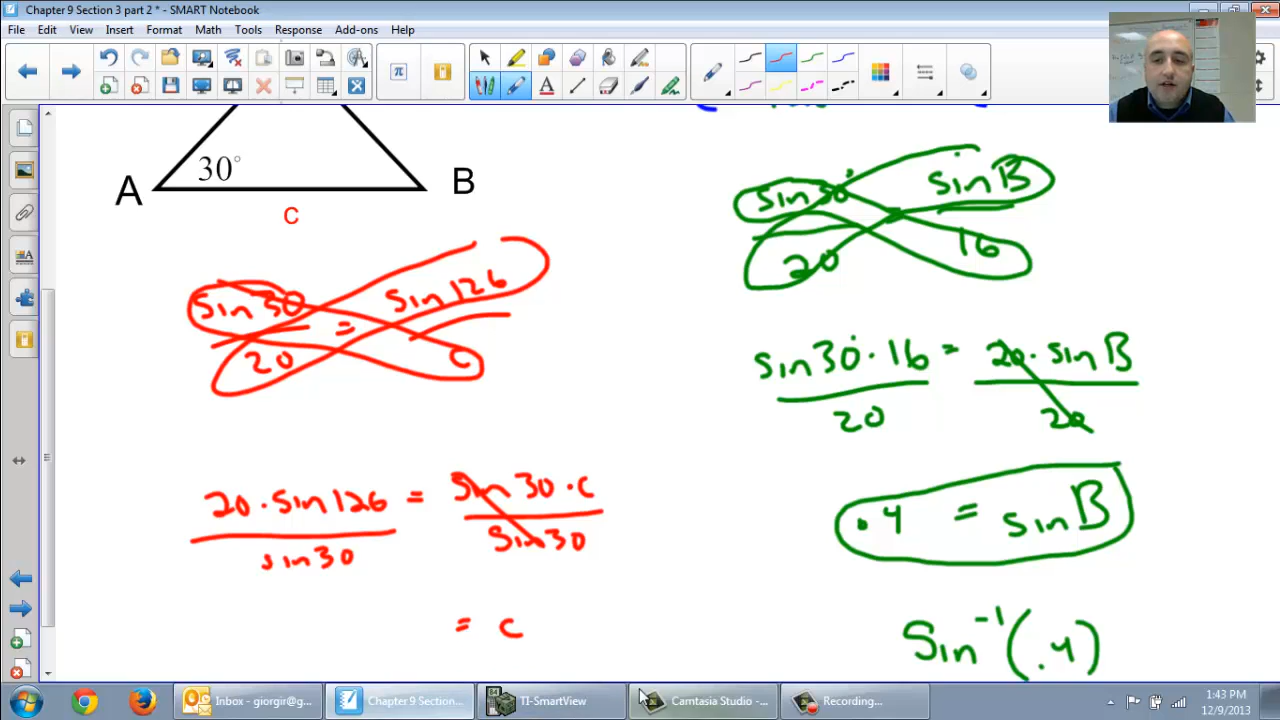 Chapter 9 Section 3 part 2 * - SMART Notebook
File Edit View Insert Format Math Tools Response Add-ons Help
30°
A
B
c
sin 30 = sin 126
20 c
20 · sin 126 = sin 30 · c
sin 30 sin 30
= c
sin 30° sin B
20 16
sin 30° · 16 = 20 · sin B
20 20
.4 = sin B
Sin⁻¹(.4)
Inbox - giorgir@g...
Chapter 9 Section...
TI-SmartView
Camtasia Studio - ...
Recording...
1:43 PM
12/9/2013